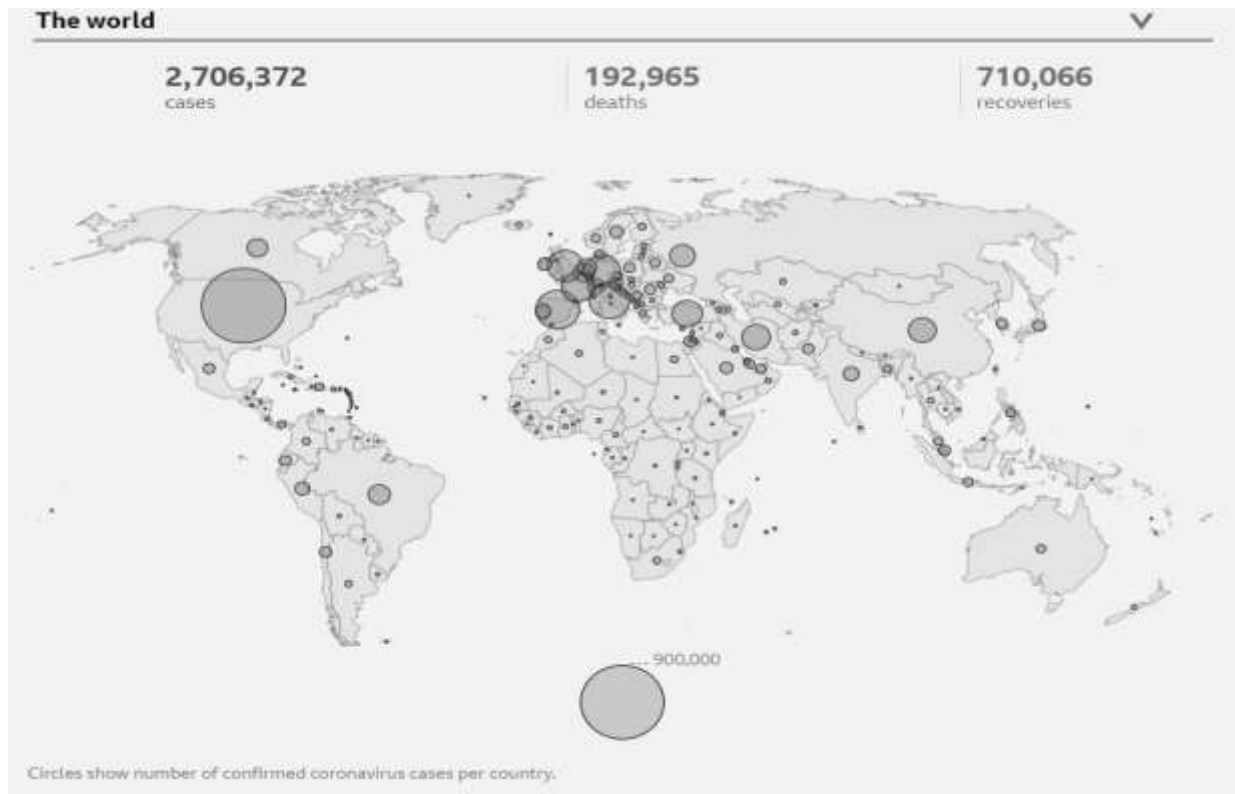 The world
2,706,372
cases
192,965
deaths
710,066
recoveries
... 900,000
Circles show number of confirmed coronavirus cases per country.